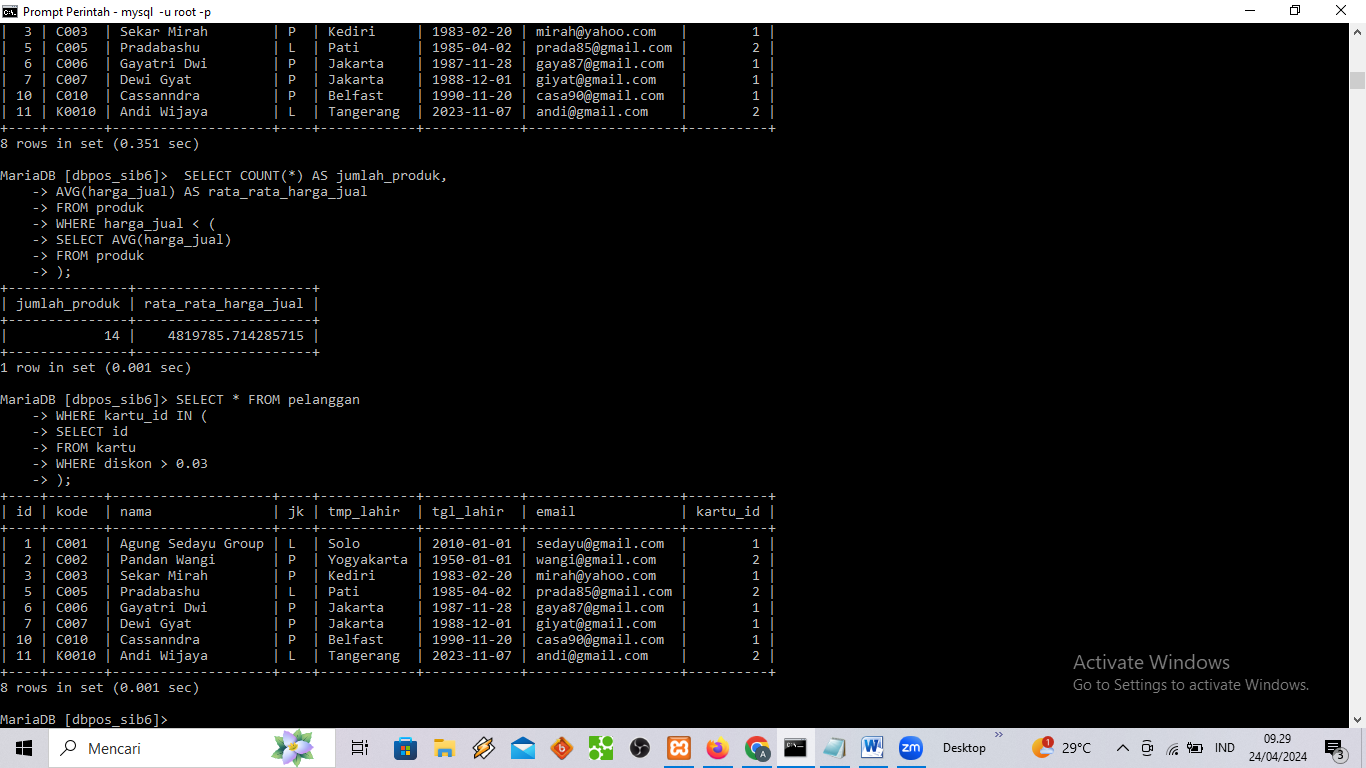 Prompt Perintah - mysql  -u root -p
|  3 | C003  | Sekar Mirah        | P  | Kediri     | 1983-02-20 | mirah@yahoo.com   |        1 |
|  5 | C005  | Pradabashu         | L  | Pati       | 1985-04-02 | prada85@gmail.com |        2 |
|  6 | C006  | Gayatri Dwi        | P  | Jakarta    | 1987-11-28 | gaya87@gmail.com  |        1 |
|  7 | C007  | Dewi Gyat          | P  | Jakarta    | 1988-12-01 | giyat@gmail.com   |        1 |
| 10 | C010  | Cassanndra         | P  | Belfast    | 1990-11-20 | casa90@gmail.com  |        1 |
| 11 | K0010 | Andi Wijaya        | L  | Tangerang  | 2023-11-07 | andi@gmail.com    |        2 |
+----+-------+--------------------+----+------------+------------+-------------------+----------+
8 rows in set (0.351 sec)
MariaDB [dbpos_sib6]>  SELECT COUNT(*) AS jumlah_produk,
    -> AVG(harga_jual) AS rata_rata_harga_jual
    -> FROM produk
    -> WHERE harga_jual < (
    -> SELECT AVG(harga_jual)
    -> FROM produk
    -> );
+---------------+----------------------+
| jumlah_produk | rata_rata_harga_jual |
+---------------+----------------------+
|            14 |    4819785.714285715 |
+---------------+----------------------+
1 row in set (0.001 sec)
MariaDB [dbpos_sib6]> SELECT * FROM pelanggan
    -> WHERE kartu_id IN (
    -> SELECT id
    -> FROM kartu
    -> WHERE diskon > 0.03
    -> );
+----+-------+--------------------+----+------------+------------+-------------------+----------+
| id | kode  | nama               | jk | tmp_lahir  | tgl_lahir  | email             | kartu_id |
+----+-------+--------------------+----+------------+------------+-------------------+----------+
|  1 | C001  | Agung Sedayu Group | L  | Solo       | 2010-01-01 | sedayu@gmail.com  |        1 |
|  2 | C002  | Pandan Wangi       | P  | Yogyakarta | 1950-01-01 | wangi@gmail.com   |        2 |
|  3 | C003  | Sekar Mirah        | P  | Kediri     | 1983-02-20 | mirah@yahoo.com   |        1 |
|  5 | C005  | Pradabashu         | L  | Pati       | 1985-04-02 | prada85@gmail.com |        2 |
|  6 | C006  | Gayatri Dwi        | P  | Jakarta    | 1987-11-28 | gaya87@gmail.com  |        1 |
|  7 | C007  | Dewi Gyat          | P  | Jakarta    | 1988-12-01 | giyat@gmail.com   |        1 |
| 10 | C010  | Cassanndra         | P  | Belfast    | 1990-11-20 | casa90@gmail.com  |        1 |
| 11 | K0010 | Andi Wijaya        | L  | Tangerang  | 2023-11-07 | andi@gmail.com    |        2 |
+----+-------+--------------------+----+------------+------------+-------------------+----------+
8 rows in set (0.001 sec)
MariaDB [dbpos_sib6]>
Activate Windows
Go to Settings to activate Windows.
Mencari
A
W
zm
Desktop
1
29°C
IND
09.29
24/04/2024
3